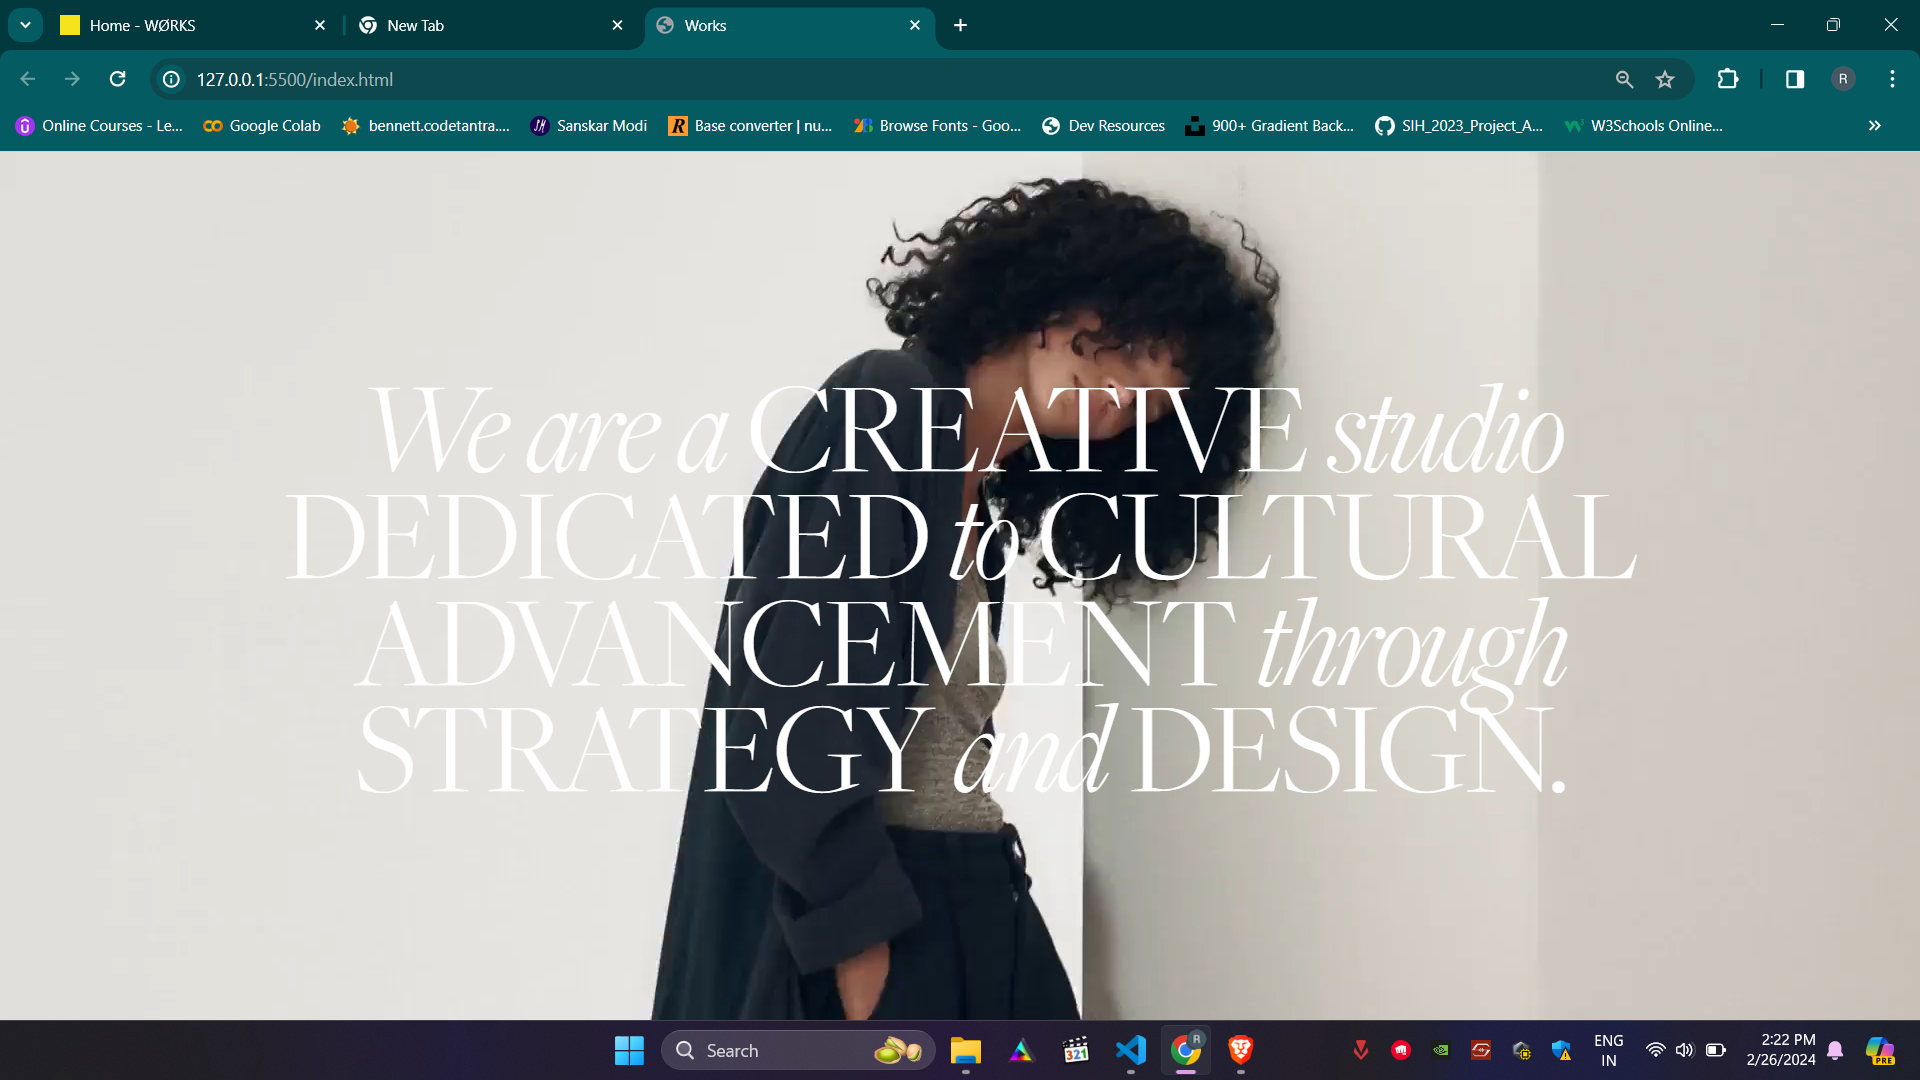 Home - WØRKS
New Tab
Works
127.0.0.1:5500/index.html
R
Online Courses - Le...
Google Colab
bennett.codetantra....
Sanskar Modi
Base converter | nu...
Browse Fonts - Goo...
Dev Resources
900+ Gradient Back...
SIH_2023_Project_A...
W3Schools Online...
We are a CREATIVE studio
DEDICATED to CULTURAL
ADVANCEMENT through
STRATEGY and DESIGN.
Search
321
R
ENG
IN
2:22 PM
2/26/2024
PRE